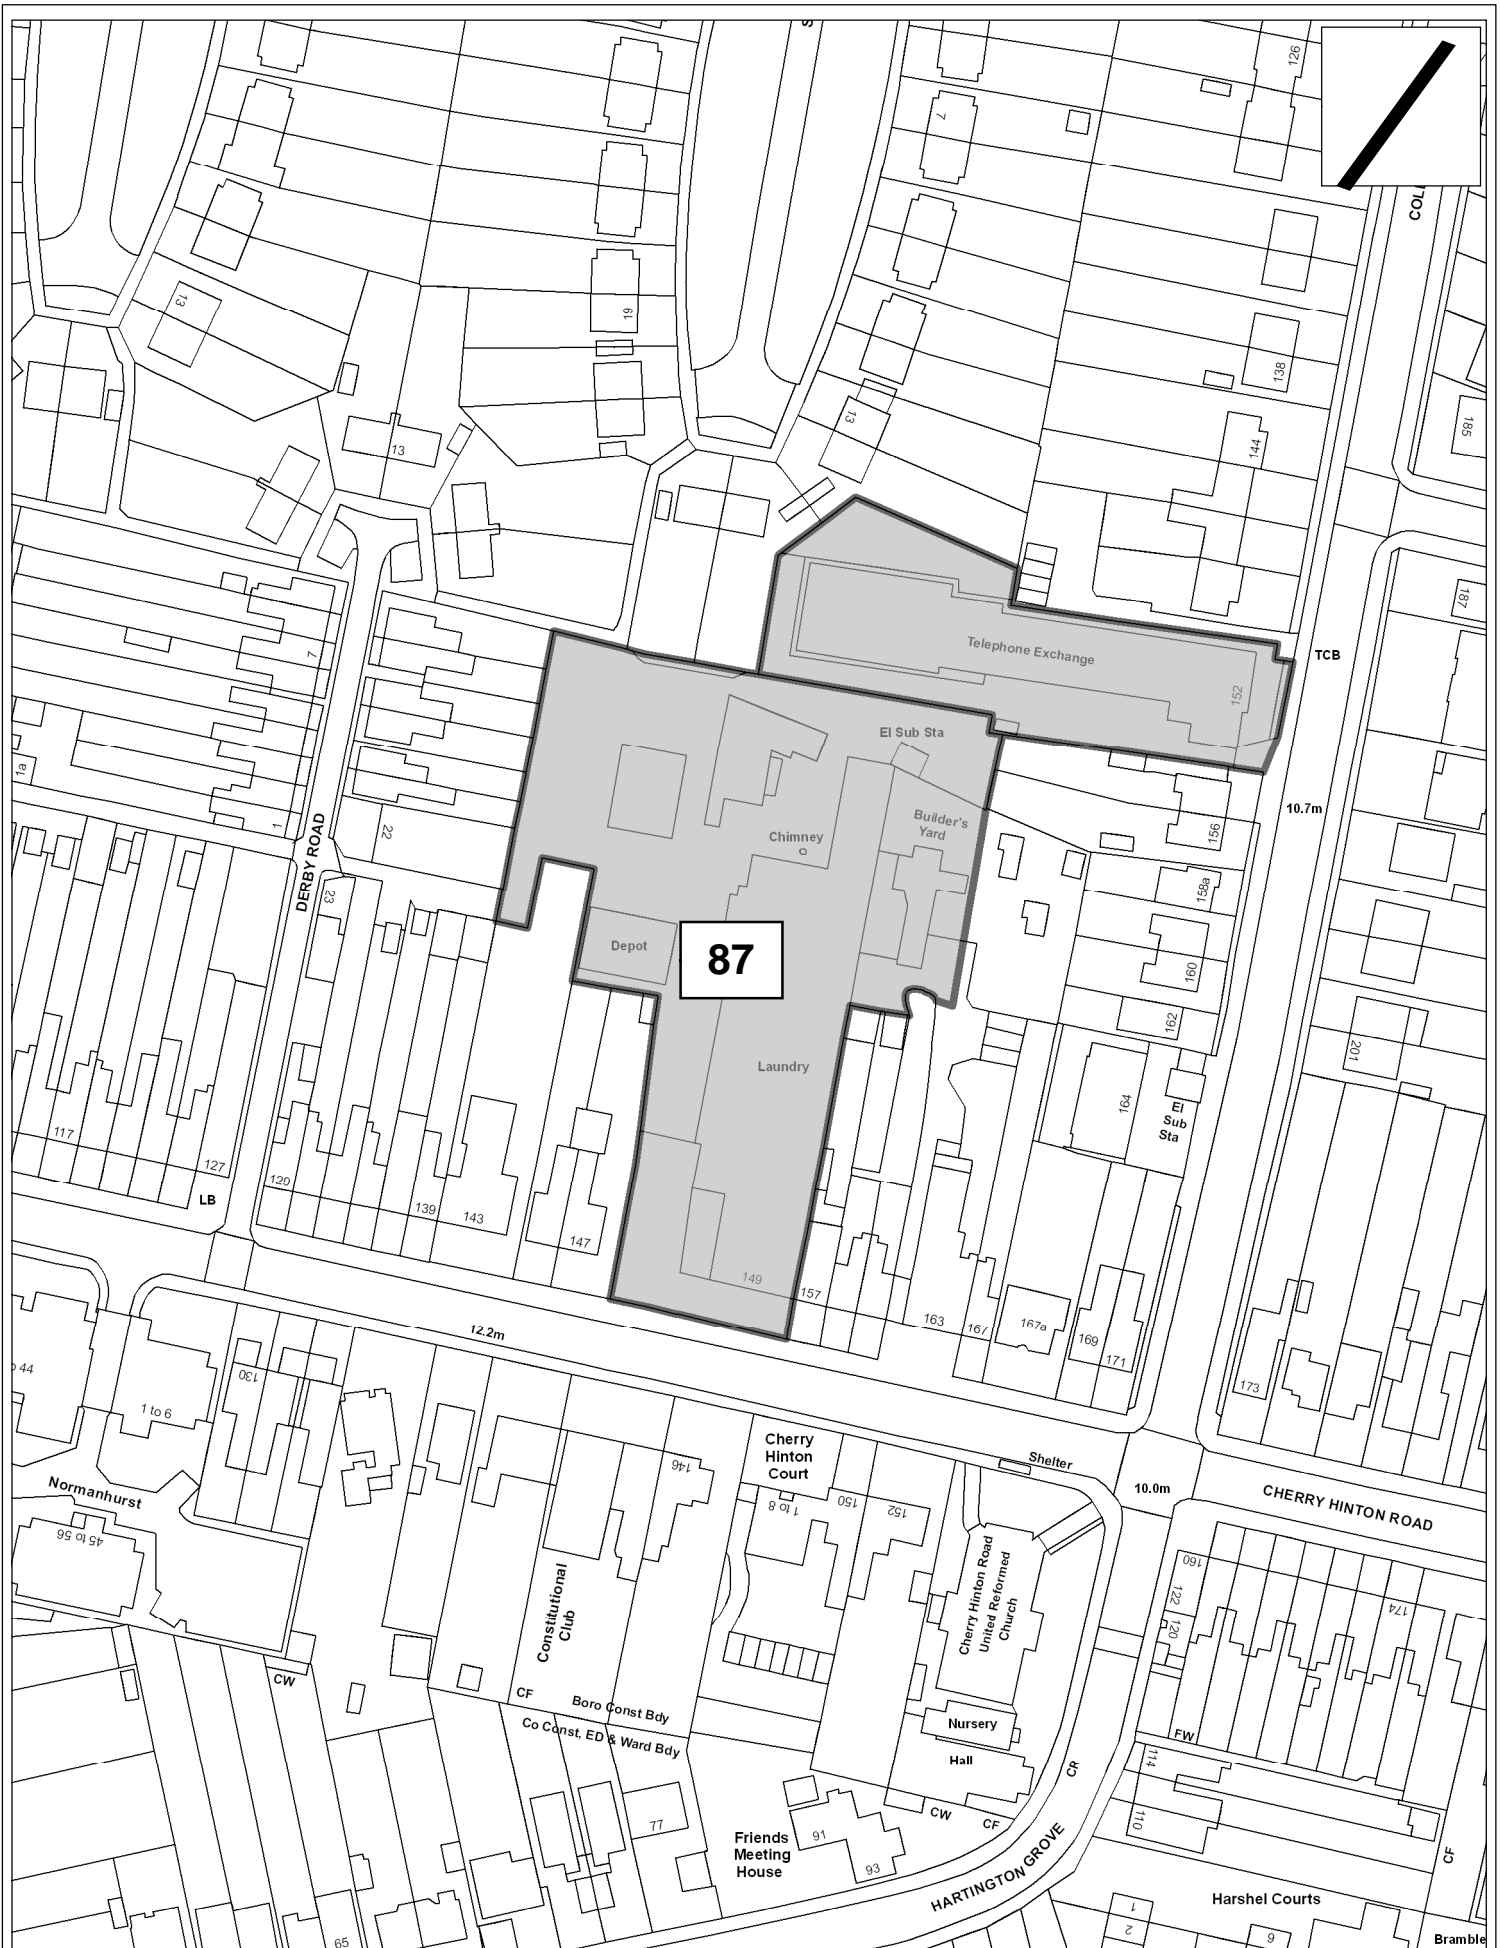 126
7
COL
13
19
138
13
144
185
13
187
Telephone Exchange
TCB
7
152
El Sub Sta
1a
10.7m
Builder's
Yard
156
1
DERBY ROAD
22
Chimney
158a
23
Depot
87
160
162
201
Laundry
164
El
Sub
Sta
117
127
LB
129
139
143
147
149
157
163
167
167a
169
171
173
12.2m
44
130
1 to 6
Cherry
Hinton
Court
Shelter
146
10.0m
CHERRY HINTON ROAD
Normanhurst
1 to 8
150
152
45 to 56
160
122
120
174
Constitutional
Club
Cherry Hinton Road
United Reformed
Church
CW
CF
Boro Const Bdy
Co Const, ED & Ward Bdy
Nursery
Hall
FW
CR
114
110
CW
CF
77
91
93
Friends
Meeting
House
CF
HARTINGTON GROVE
Harshel Courts
1
2
6
65
Bramble